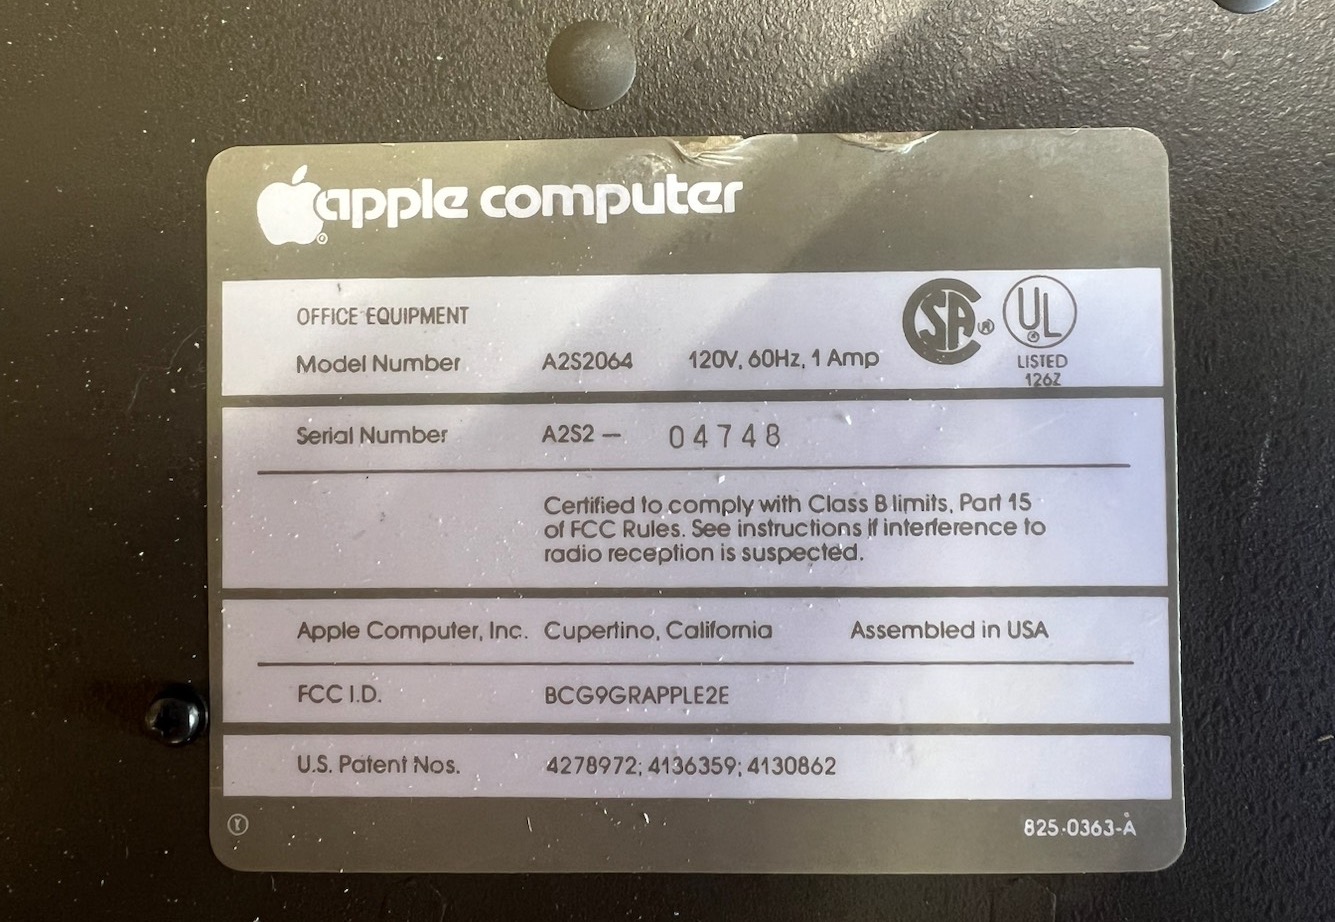 apple computer
®
OFFICE EQUIPMENT
Model Number A2S2064 120V, 60Hz, 1 Amp
SA ®
UL ®
LISTED
126Z
Serial Number A2S2 — 04748
Certified to comply with Class B limits, Part 15
of FCC Rules. See instructions if interference to
radio reception is suspected.
Apple Computer, Inc. Cupertino, California Assembled in USA
FCC I.D. BCG9GRAPPLE2E
U.S. Patent Nos. 4278972; 4136359; 4130862
Y 825-0363-A